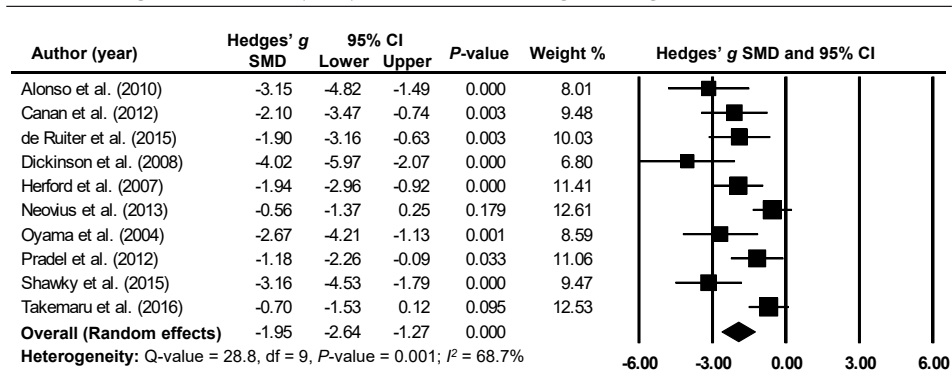 Author (year) Hedges’ g SMD 95% CI Lower Upper P-value Weight % Hedges’ g SMD and 95% CI
Alonso et al. (2010) -3.15 -4.82 -1.49 0.000 8.01
Canan et al. (2012) -2.10 -3.47 -0.74 0.003 9.48
de Ruiter et al. (2015) -1.90 -3.16 -0.63 0.003 10.03
Dickinson et al. (2008) -4.02 -5.97 -2.07 0.000 6.80
Herford et al. (2007) -1.94 -2.96 -0.92 0.000 11.41
Neovius et al. (2013) -0.56 -1.37 0.25 0.179 12.61
Oyama et al. (2004) -2.67 -4.21 -1.13 0.001 8.59
Pradel et al. (2012) -1.18 -2.26 -0.09 0.033 11.06
Shawky et al. (2015) -3.16 -4.53 -1.79 0.000 9.47
Takemaru et al. (2016) -0.70 -1.53 0.12 0.095 12.53
Overall (Random effects) -1.95 -2.64 -1.27 0.000
Heterogeneity: Q-value = 28.8, df = 9, P-value = 0.001; I² = 68.7%
-6.00 -3.00 0.00 3.00 6.00